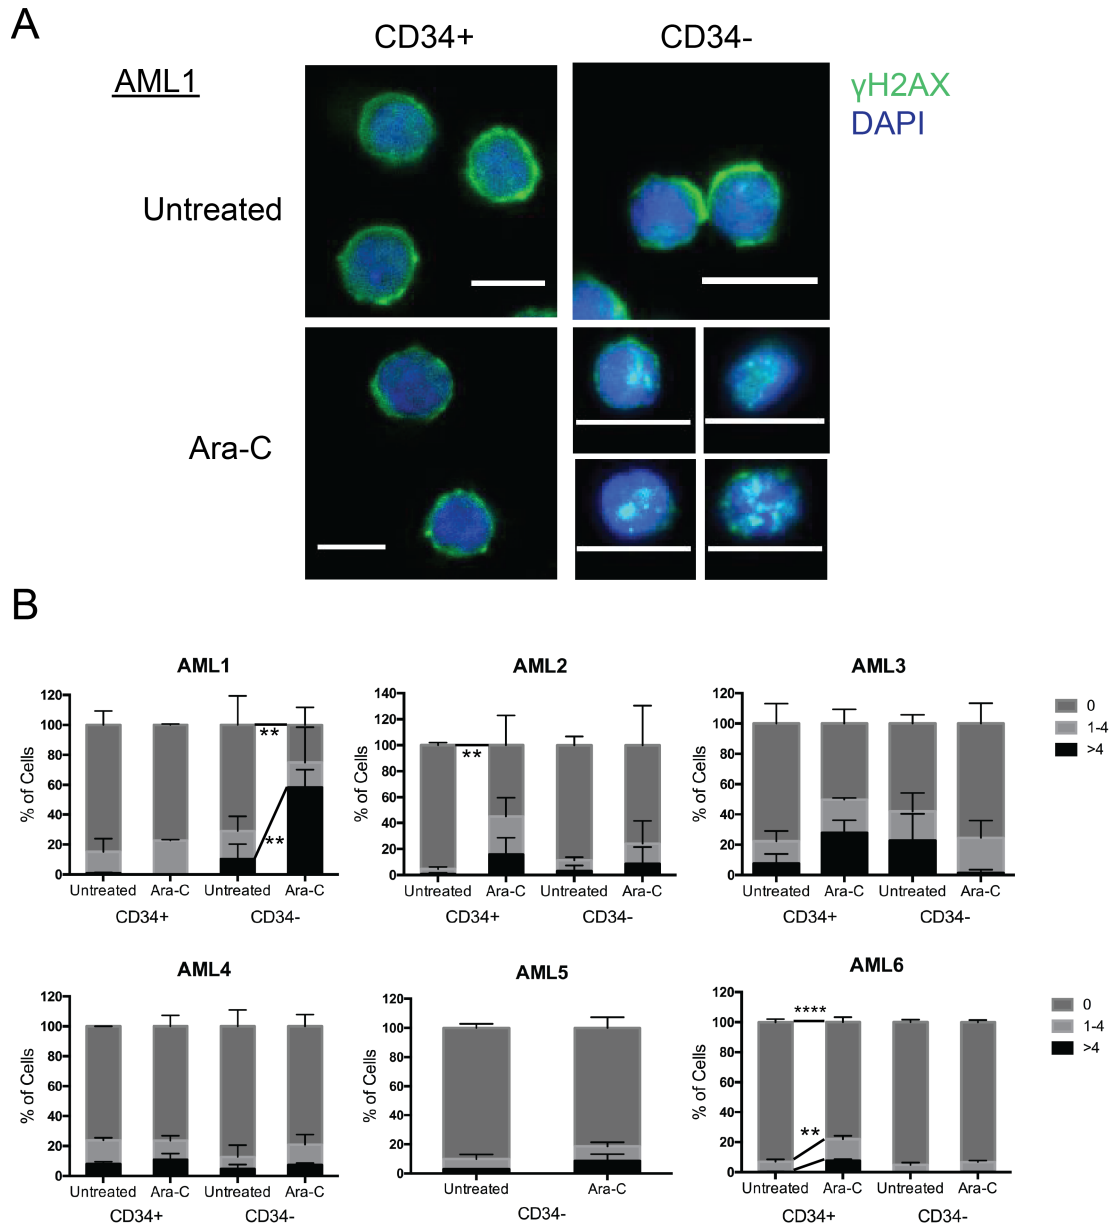 A
CD34+ CD34-
AML1
γH2AX
DAPI
Untreated
Ara-C
B
AML1 AML2 AML3
120
100
80
60
40
20
0
% of Cells
**
**
Untreated Ara-C Untreated Ara-C
CD34+ CD34-
140
120
100
80
60
40
20
0
% of Cells
**
Untreated Ara-C Untreated Ara-C
CD34+ CD34-
120
100
80
60
40
20
0
% of Cells
Untreated Ara-C Untreated Ara-C
CD34+ CD34-
0
1-4
>4
AML4 AML5 AML6
120
100
80
60
40
20
0
% of Cells
Untreated Ara-C Untreated Ara-C
CD34+ CD34-
120
100
80
60
40
20
0
% of Cells
Untreated Ara-C
CD34-
120
100
80
60
40
20
0
% of Cells
****
**
Untreated Ara-C Untreated Ara-C
CD34+ CD34-
0
1-4
>4